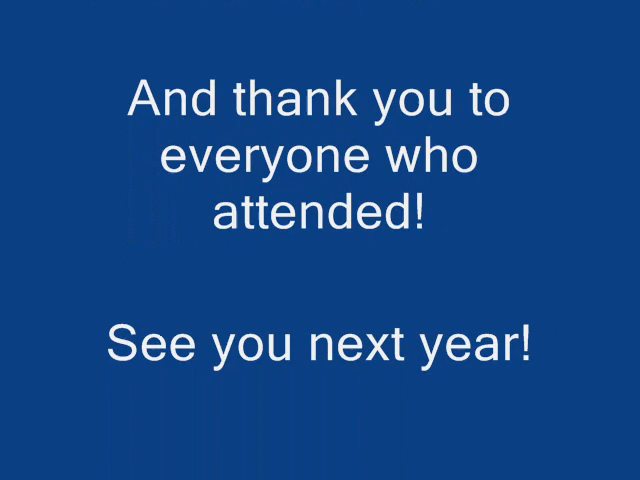 And thank you to
everyone who
attended!
See you next year!